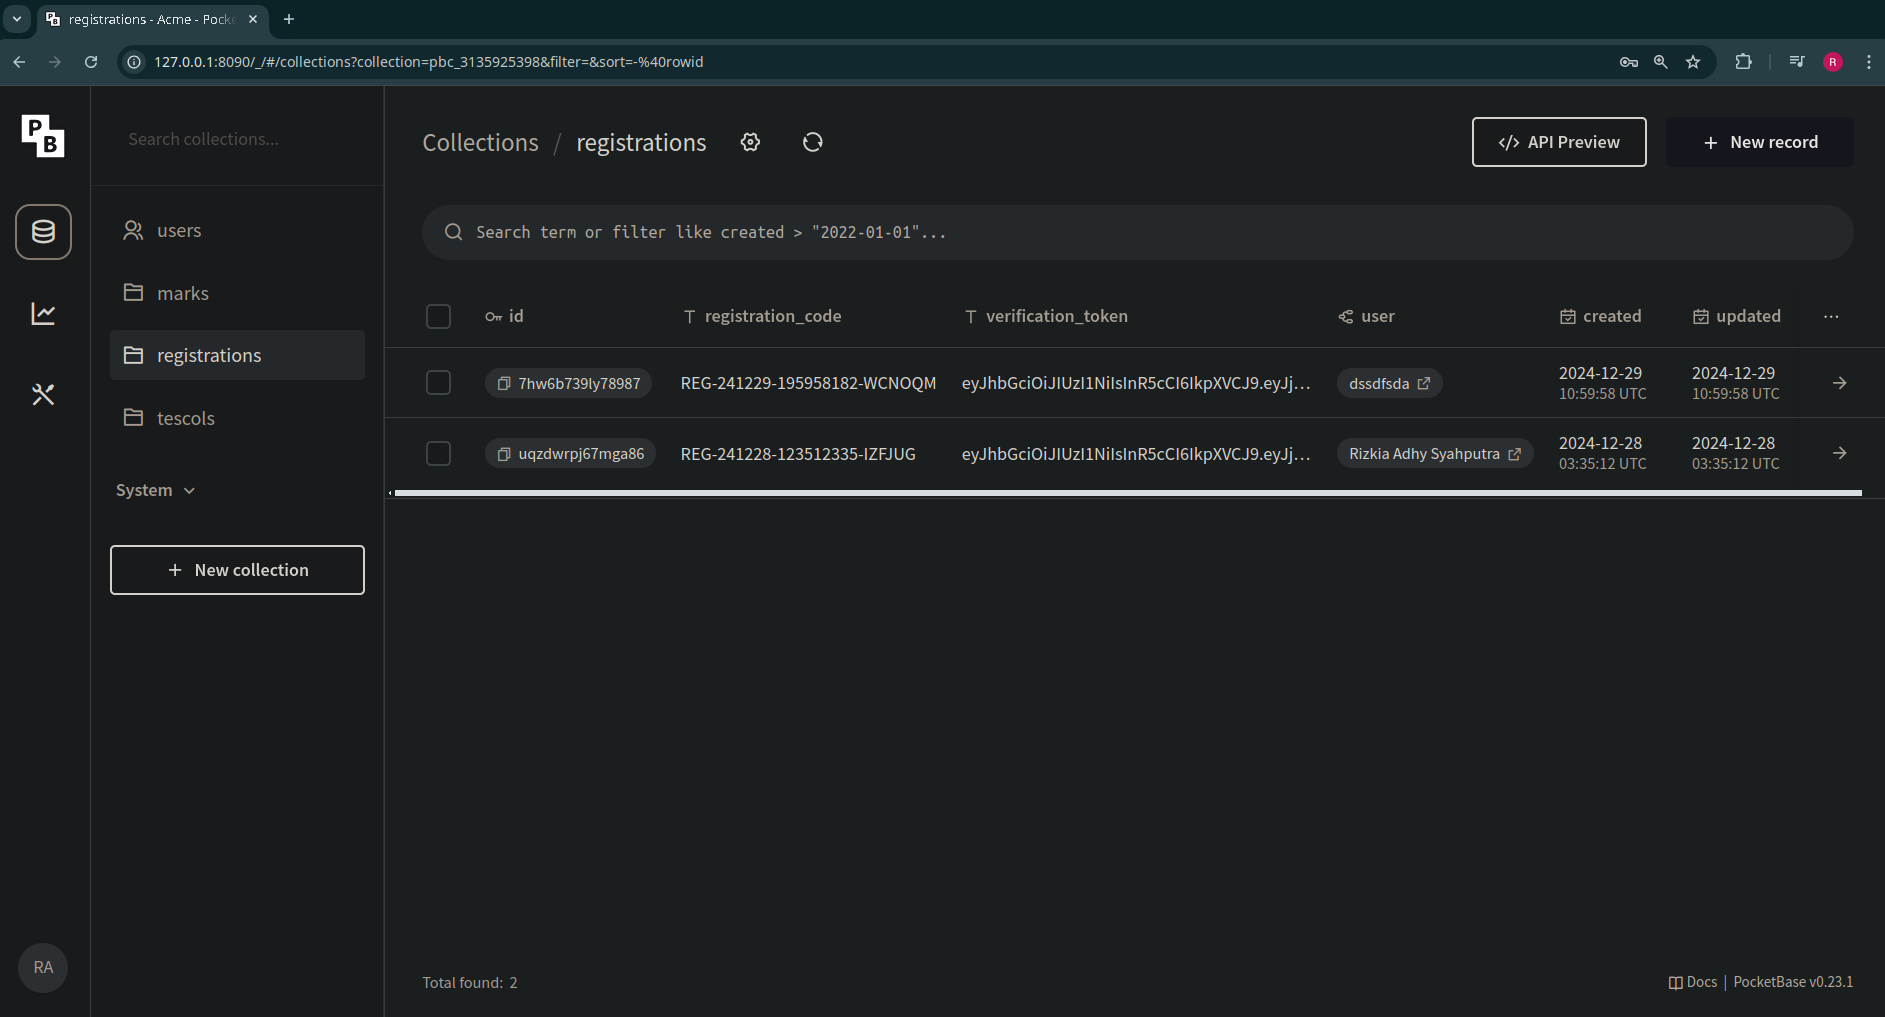 registrations - Acme - Pocke
127.0.0.1:8090/_/#/collections?collection=pbc_3135925398&filter=&sort=-%40rowid
R
P
B
Search collections...
users
marks
registrations
tescols
System
+ New collection
RA
Collections / registrations
</> API Preview
+ New record
Search term or filter like created > "2022-01-01"...
id registration_code verification_token user created updated ...
7hw6b739ly78987 REG-241229-195958182-WCNOQM eyJhbGciOiJIUzI1NiIsInR5cCI6IkpXVCJ9.eyJj... dssdfsda 2024-12-29 2024-12-29
10:59:58 UTC 10:59:58 UTC
uqzdwrpj67mga86 REG-241228-123512335-IZFJUG eyJhbGciOiJIUzI1NiIsInR5cCI6IkpXVCJ9.eyJj... Rizkia Adhy Syahputra 2024-12-28 2024-12-28
03:35:12 UTC 03:35:12 UTC
Total found: 2
Docs | PocketBase v0.23.1